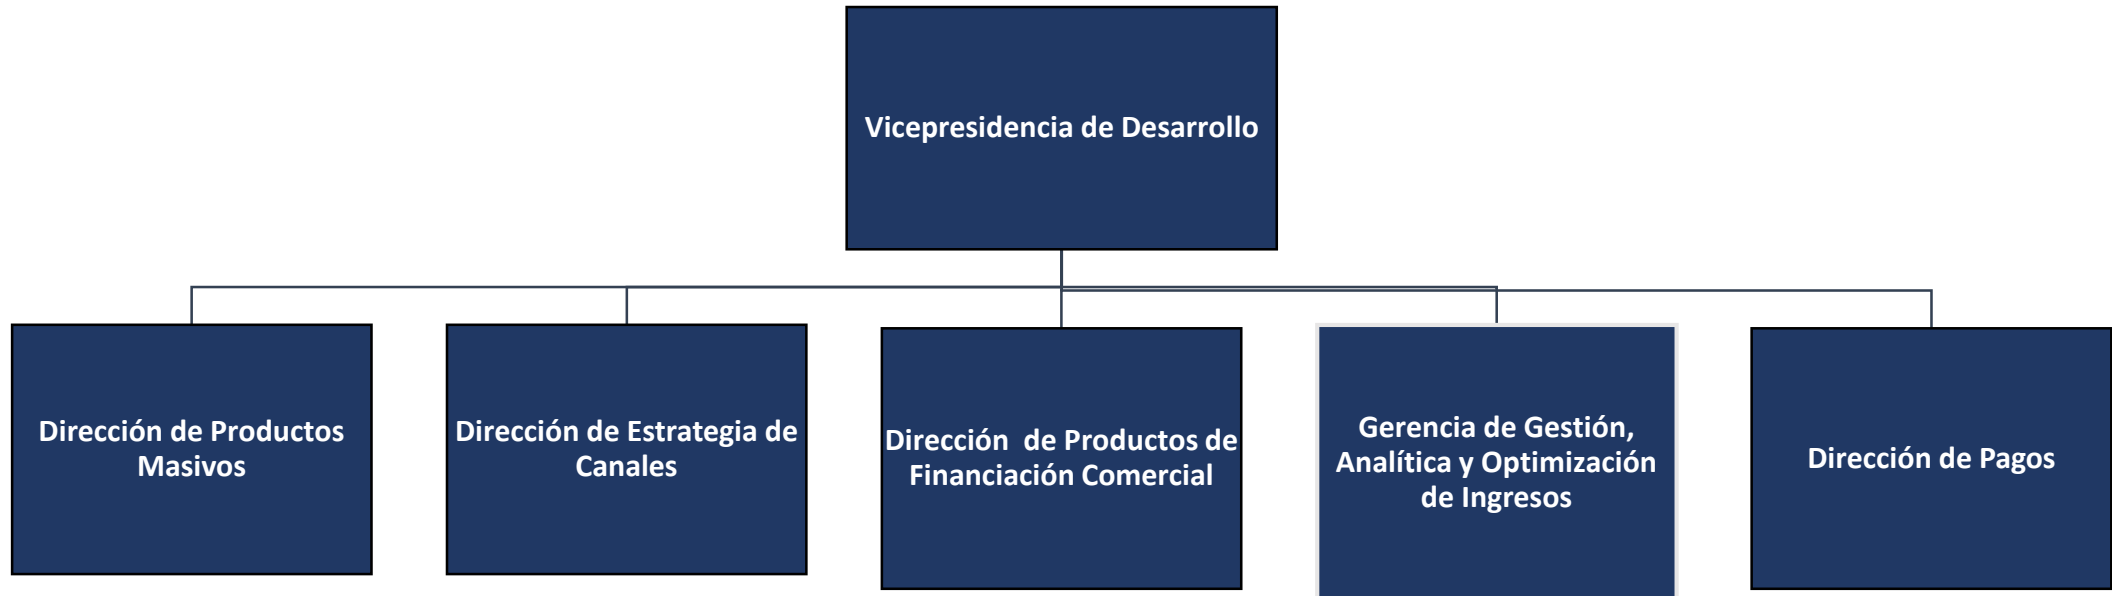 Vicepresidencia de Desarrollo
Dirección de Productos
Masivos
Dirección de Estrategia de
Canales
Dirección  de Productos de
Financiación Comercial
Gerencia de Gestión,
Analítica y Optimización
de Ingresos
Dirección de Pagos